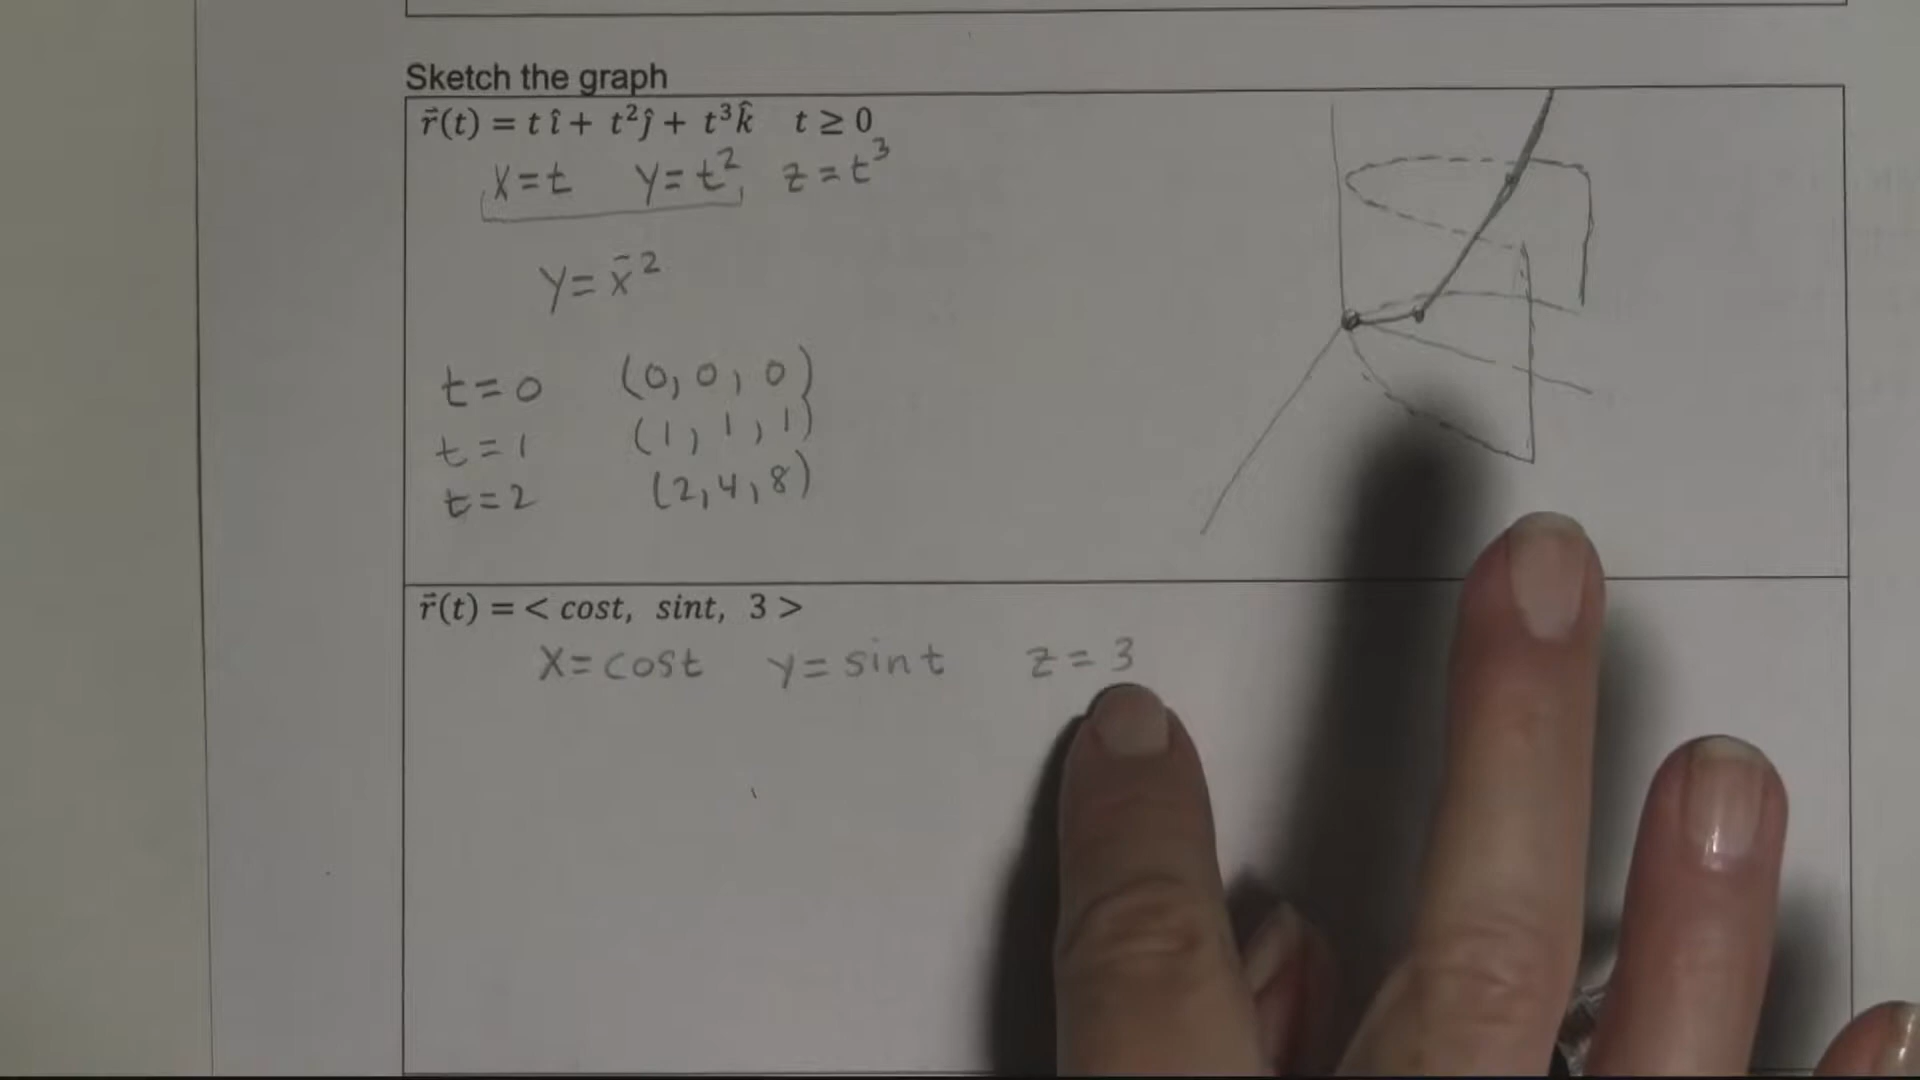 Sketch the graph
r⃗(t) = t î + t²ĵ + t³k̂ t ≥ 0
x=t y=t² z=t³
y=x²
t=0 (0, 0, 0)
t=1 (1, 1, 1)
t=2 (2, 4, 8)
r⃗(t) = < cost, sint, 3 >
x=cost y=sint z=3